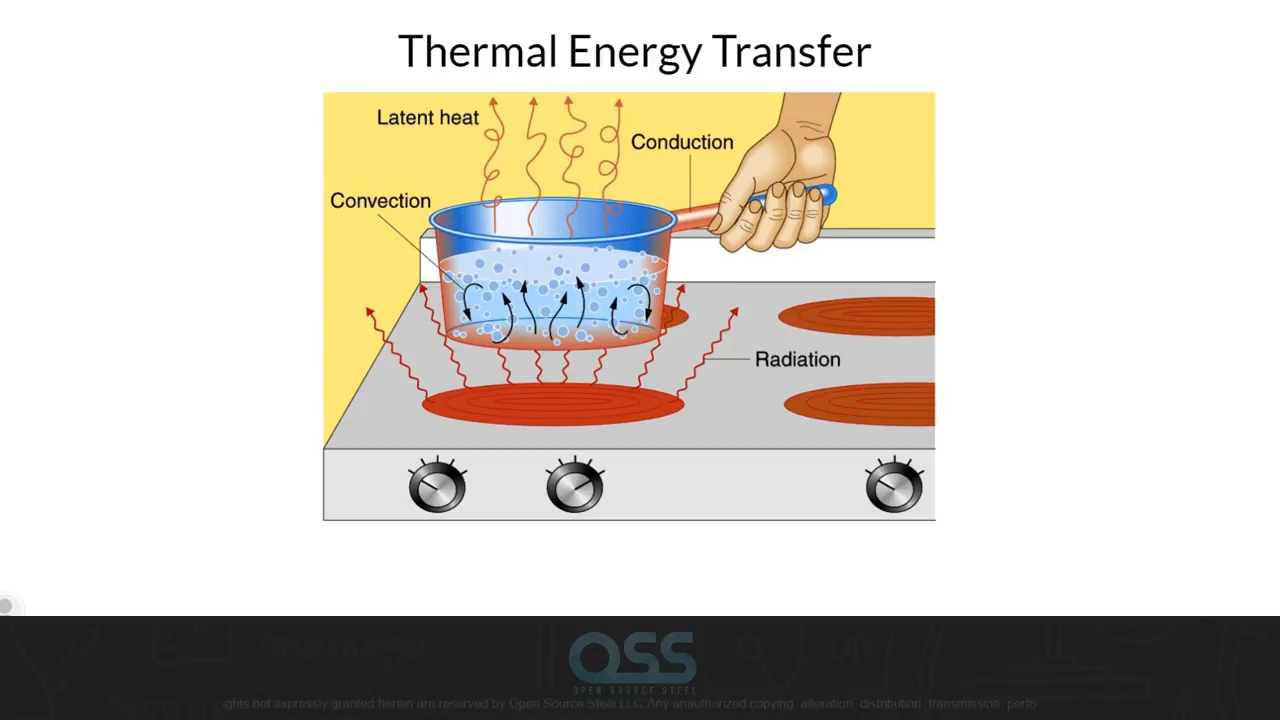 Thermal Energy Transfer
Latent heat
Conduction
Convection
Radiation
OSS
OPEN SOURCE STEEL
ghts not expressly granted herein are reserved by Open Source Steel LLC Any unauthorized copying, alteration, distribution, transmission, perfo